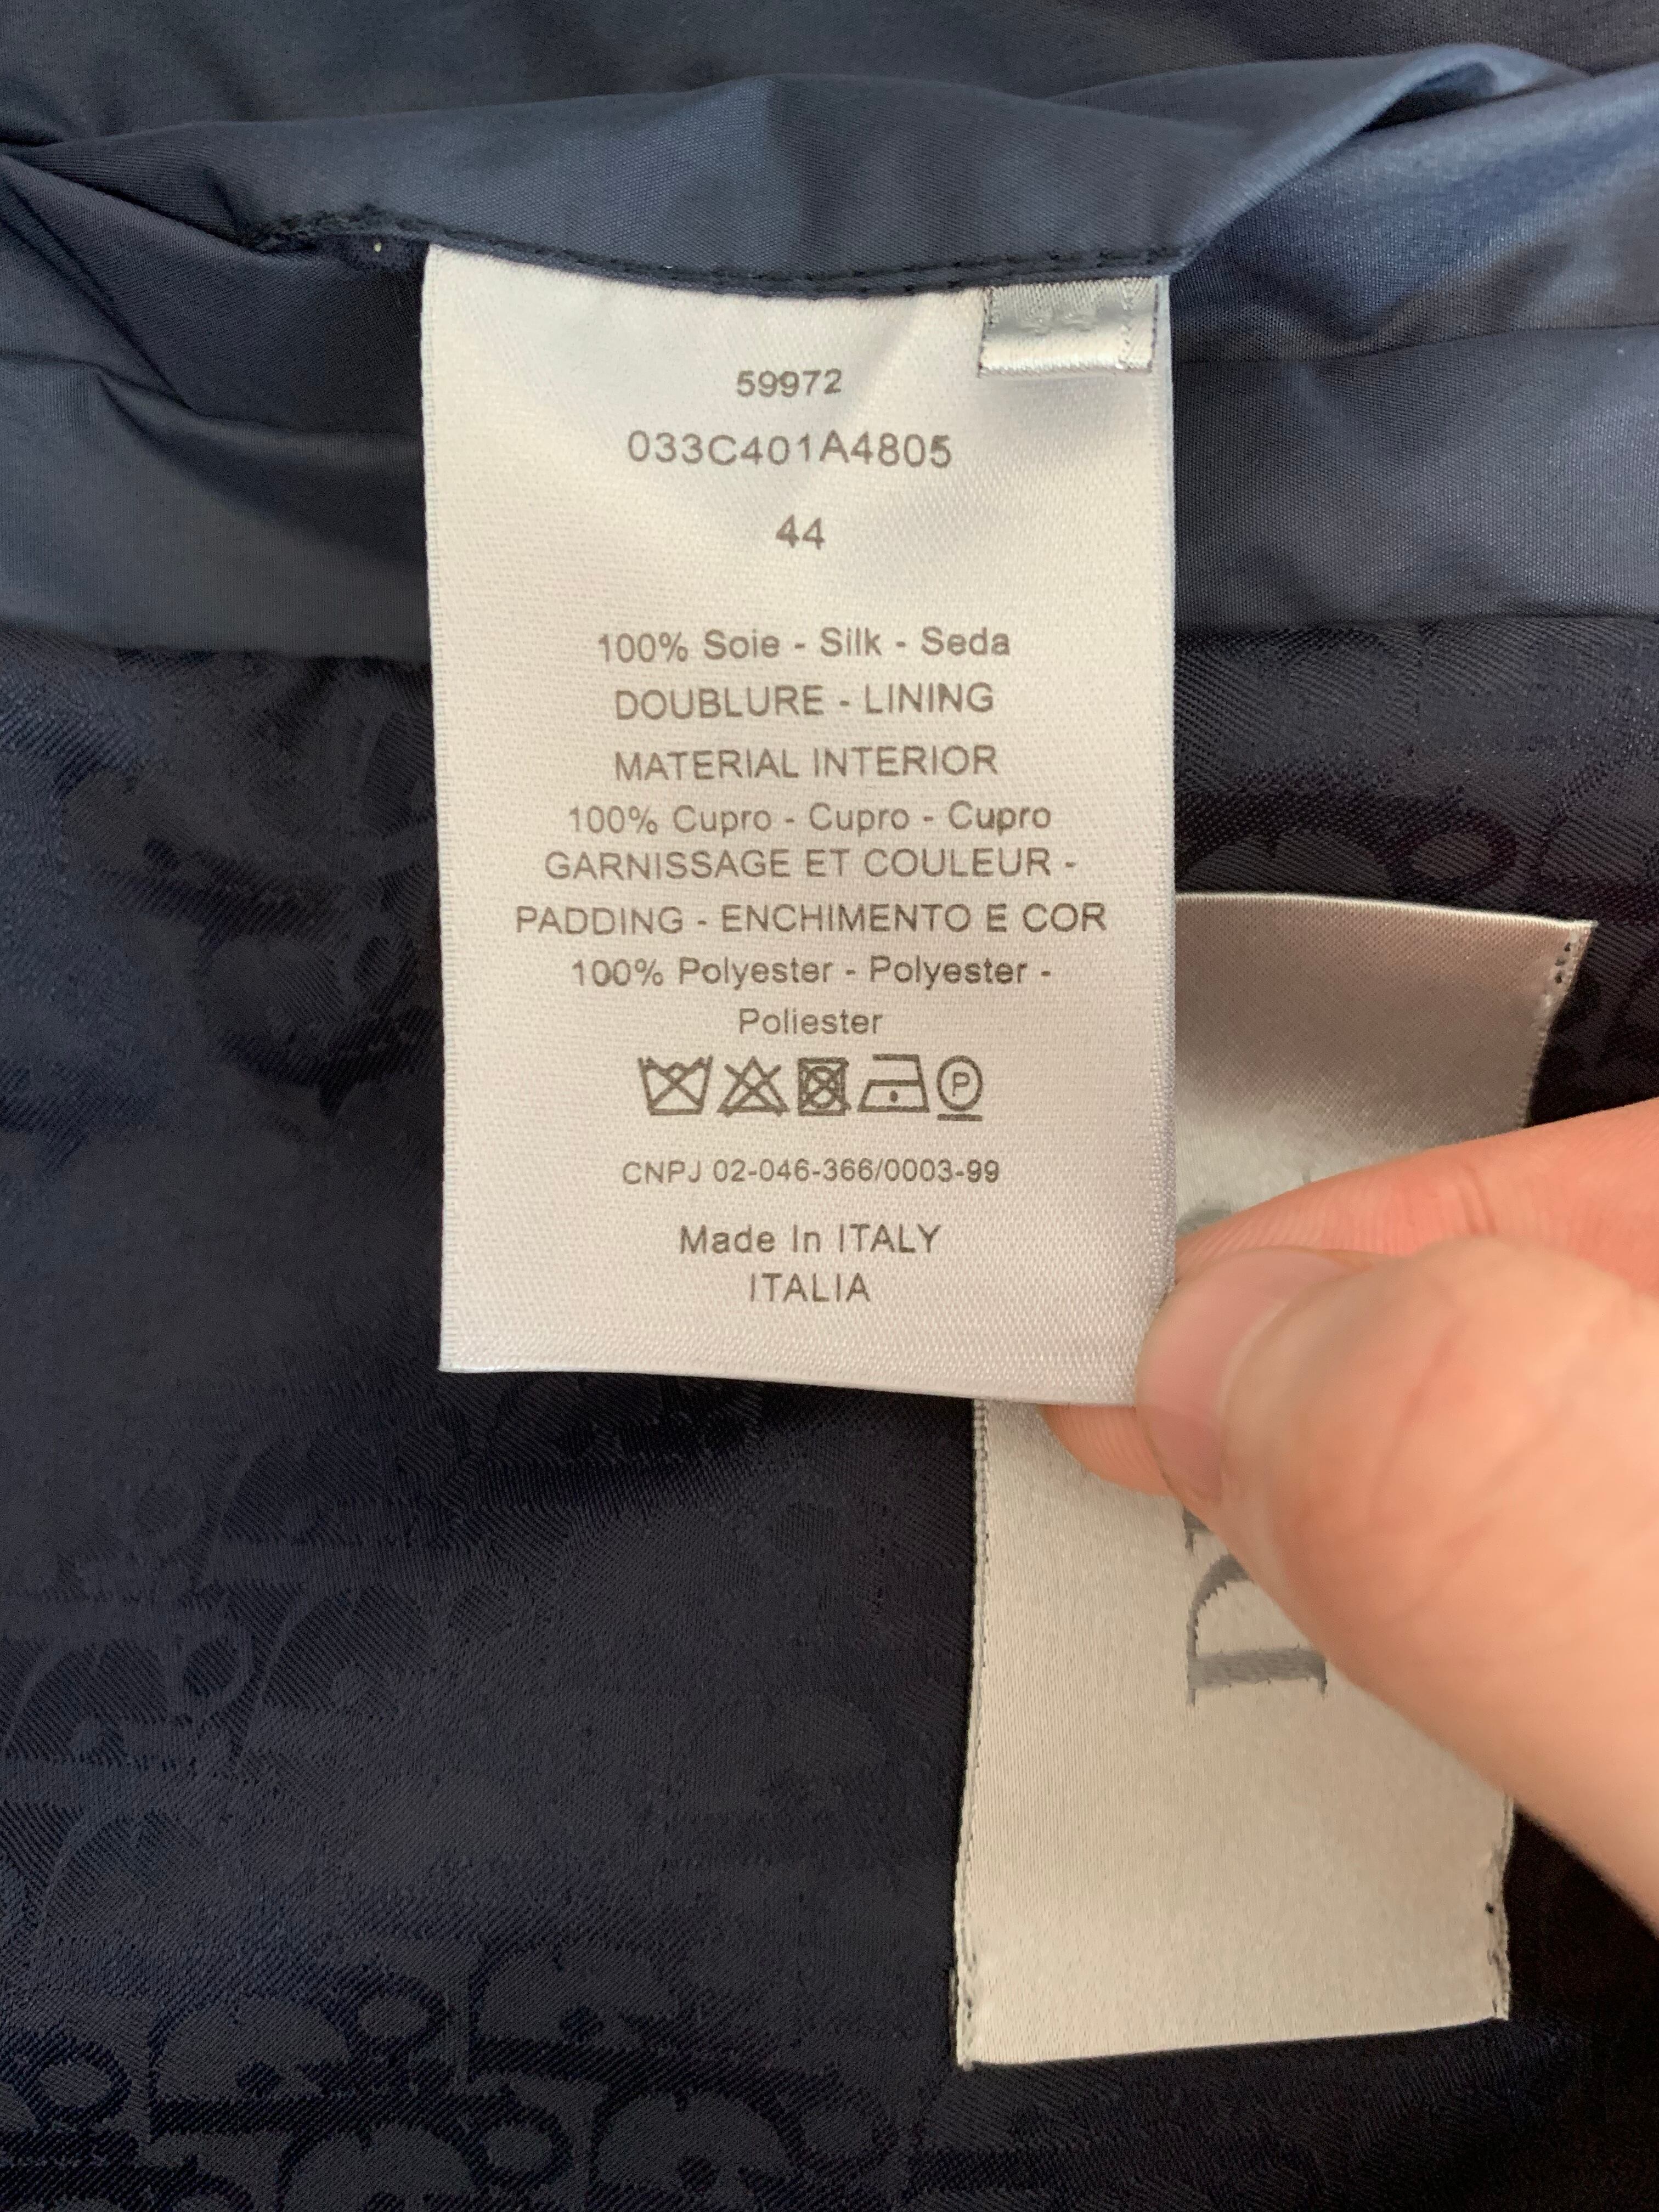 59972
033C401A4805
44
100% Soie - Silk - Seda
DOUBLURE - LINING
MATERIAL INTERIOR
100% Cupro - Cupro - Cupro
GARNISSAGE ET COULEUR -
PADDING - ENCHIMENTO E COR
100% Polyester - Polyester -
Poliester
P
CNPJ 02-046-366/0003-99
Made In ITALY
ITALIA